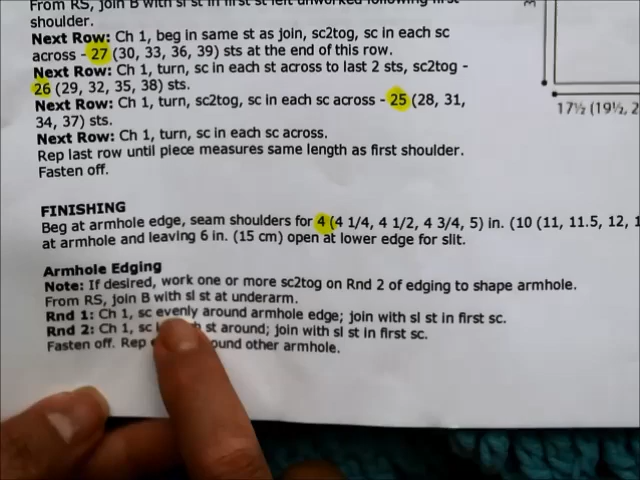 From RS, join B with sl st in first st left unworked following first
shoulder.
Next Row: Ch 1, beg in same st as join, sc2tog, sc in each sc
across - 27 (30, 33, 36, 39) sts at the end of this row.
Next Row: Ch 1, turn, sc in each st across to last 2 sts, sc2tog -
26 (29, 32, 35, 38) sts.
Next Row: Ch 1, turn, sc2tog, sc in each sc across - 25 (28, 31,
34, 37) sts.
Next Row: Ch 1, turn, sc in each sc across.
Rep last row until piece measures same length as first shoulder.
Fasten off.
17½ (19½, 2
FINISHING
Beg at armhole edge, seam shoulders for 4 (4 1/4, 4 1/2, 4 3/4, 5) in. (10 (11, 11.5, 12, 1
at armhole and leaving 6 in. (15 cm) open at lower edge for slit.
Armhole Edging
Note: If desired, work one or more sc2tog on Rnd 2 of edging to shape armhole.
From RS, join B with sl st at underarm.
Rnd 1: Ch 1, sc evenly around armhole edge; join with sl st in first sc.
Rnd 2: Ch 1, sc st around; join with sl st in first sc.
Fasten off. Rep other armhole.